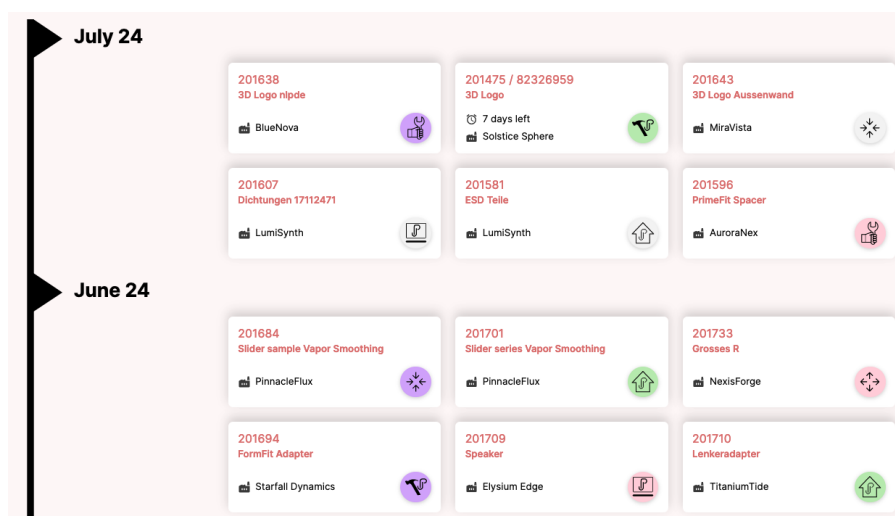 July 24
201638
3D Logo nlpde
BlueNova
201475 / 82326959
3D Logo
7 days left
Solstice Sphere
201643
3D Logo Aussenwand
MiraVista
201607
Dichtungen 17112471
LumiSynth
201581
ESD Teile
LumiSynth
201596
PrimeFit Spacer
AuroraNex
June 24
201684
Slider sample Vapor Smoothing
PinnacleFlux
201701
Slider series Vapor Smoothing
PinnacleFlux
201733
Grosses R
NexisForge
201694
FormFit Adapter
Starfall Dynamics
201709
Speaker
Elysium Edge
201710
Lenkeradapter
TitaniumTide